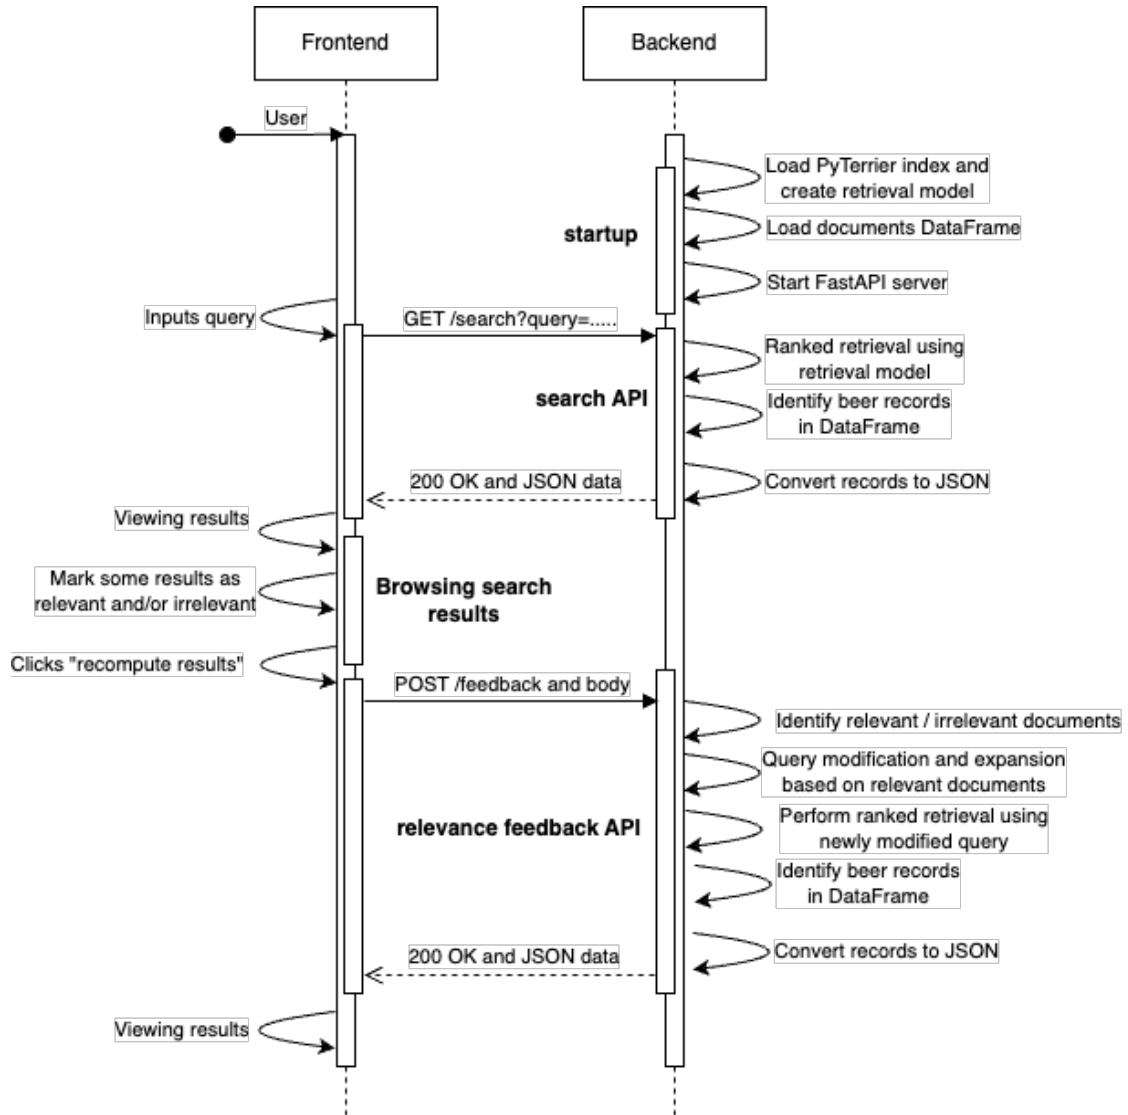 Frontend
Backend
User
Load PyTerrier index and
create retrieval model
startup
Load documents DataFrame
Start FastAPI server
Inputs query
GET /search?query=.....
Ranked retrieval using
retrieval model
search API
Identify beer records
in DataFrame
200 OK and JSON data
Convert records to JSON
Viewing results
Mark some results as
relevant and/or irrelevant
Browsing search
results
Clicks "recompute results"
POST /feedback and body
Identify relevant / irrelevant documents
Query modification and expansion
based on relevant documents
relevance feedback API
Perform ranked retrieval using
newly modified query
Identify beer records
in DataFrame
200 OK and JSON data
Convert records to JSON
Viewing results